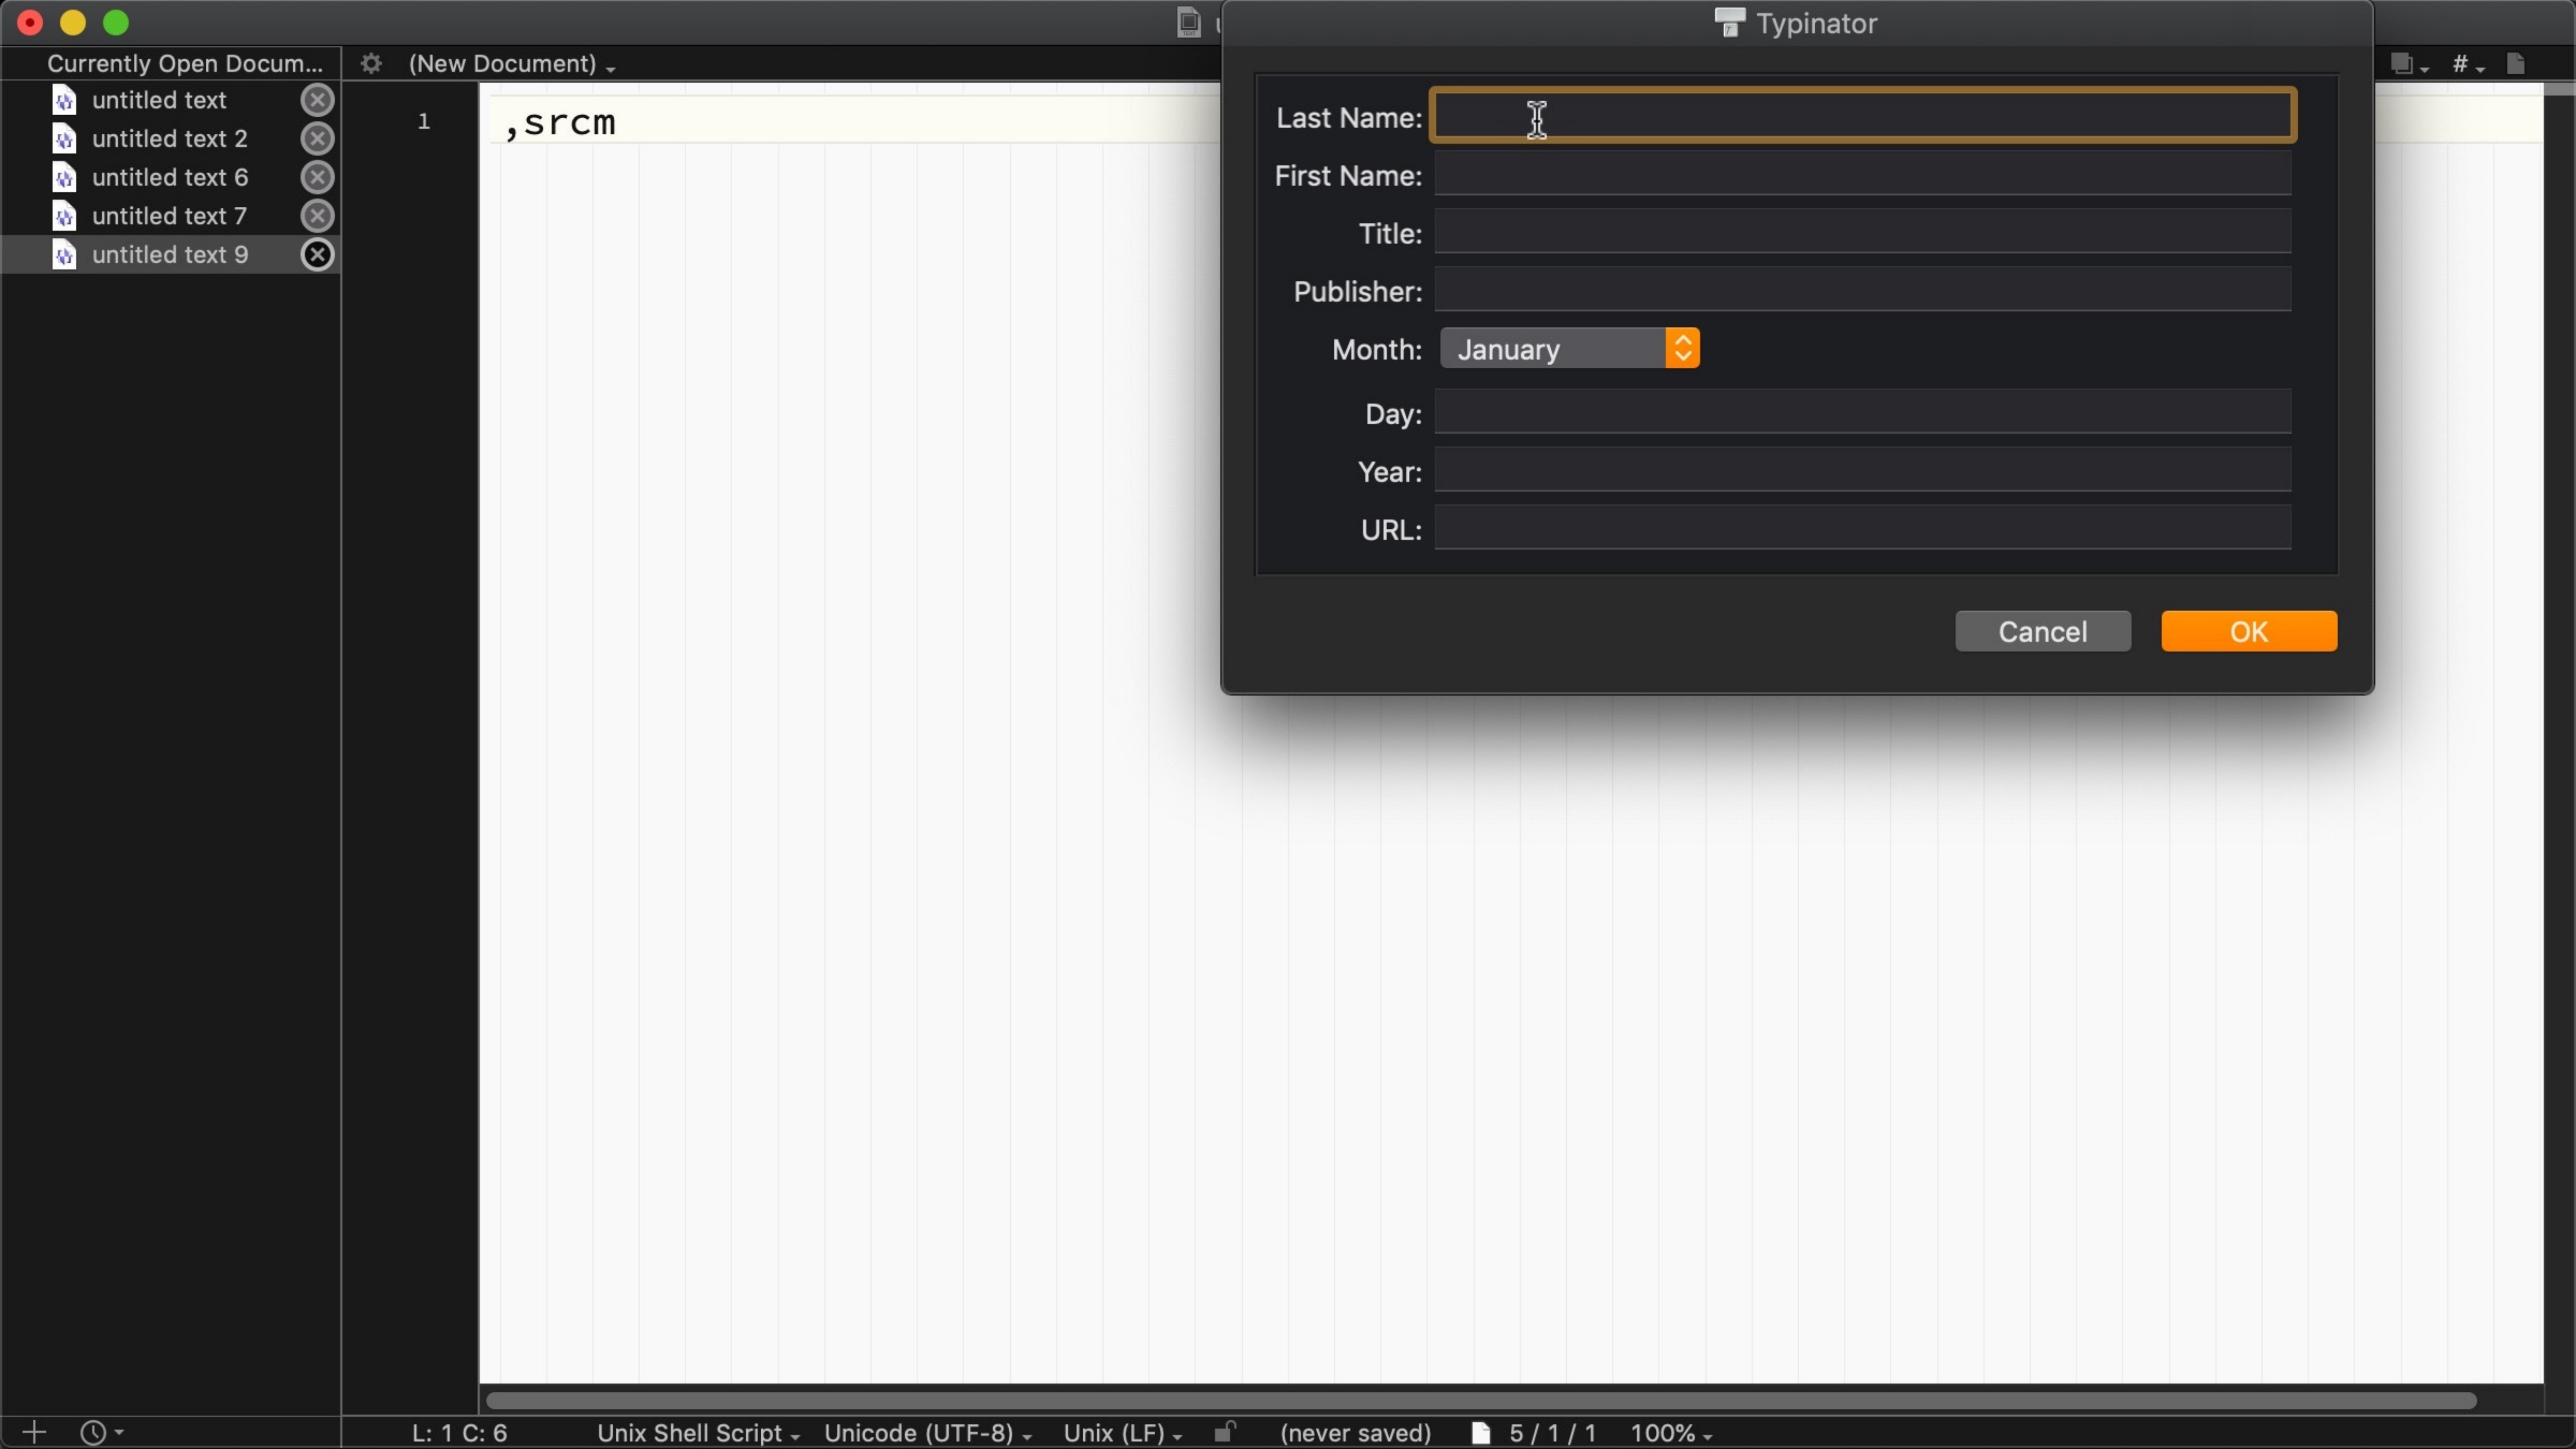 Typinator
Currently Open Docum...
(New Document)
#
untitled text
untitled text 2
untitled text 6
untitled text 7
untitled text 9
1
,srcm
Last Name:
First Name:
Title:
Publisher:
Month: January
Day:
Year:
URL:
Cancel OK
L: 1 C: 6 Unix Shell Script Unicode (UTF-8) Unix (LF) (never saved) 5 / 1 / 1 100%